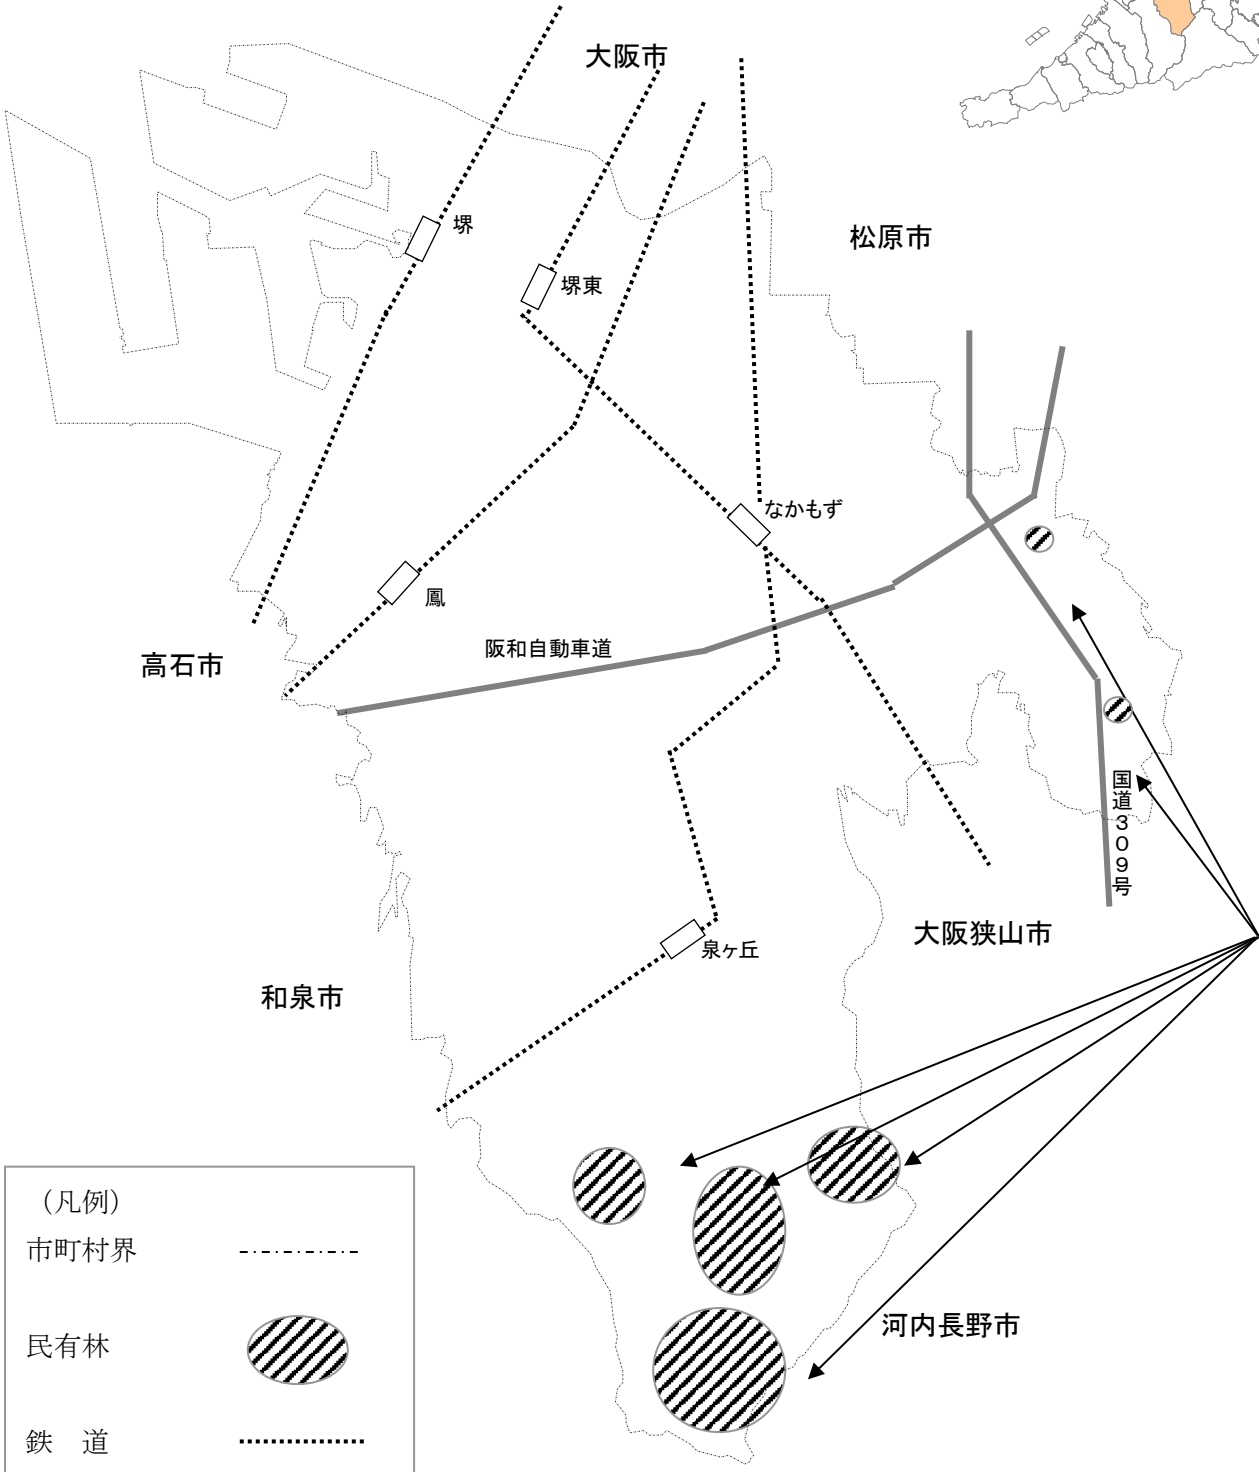 大阪市
松原市
堺
堺東
なかもず
鳳
阪和自動車道
高石市
国道309号
大阪狭山市
泉ヶ丘
和泉市
河内長野市
（凡例）
市町村界
民有林
鉄　道